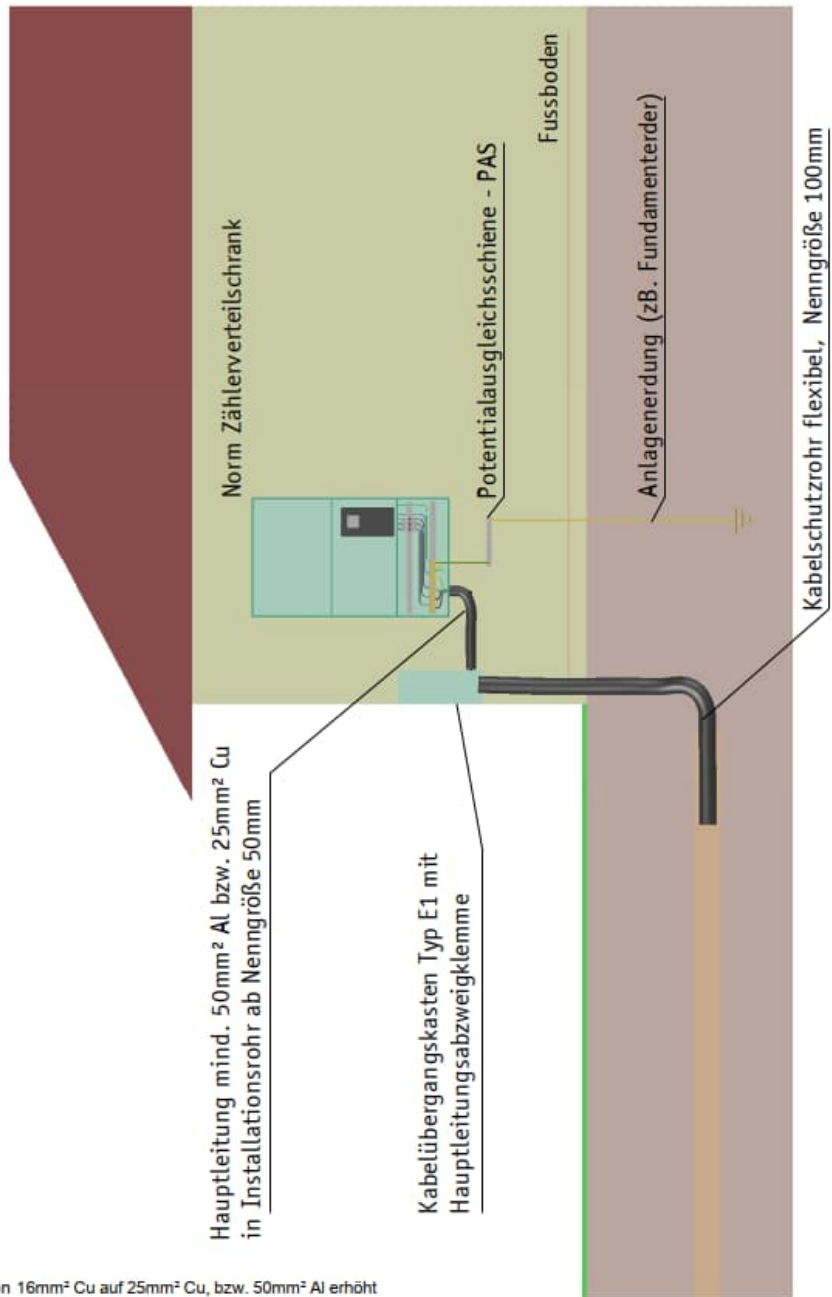 Norm Zählerverteilschrank
Hauptleitung mind. 50mm² Al bzw. 25mm² Cu
in Installationsrohr ab Nenngröße 50mm
Potentialausgleichsschiene - PAS
Kabelübergangskasten Typ E1 mit
Hauptleitungsabzweigklemme
Fussboden
Anlagenerdung (zB. Fundamenterder)
Kabelschutzrohr flexibel, Nenngröße 100mm
16mm² Cu auf 25mm² Cu, bzw. 50mm² Al erhöht